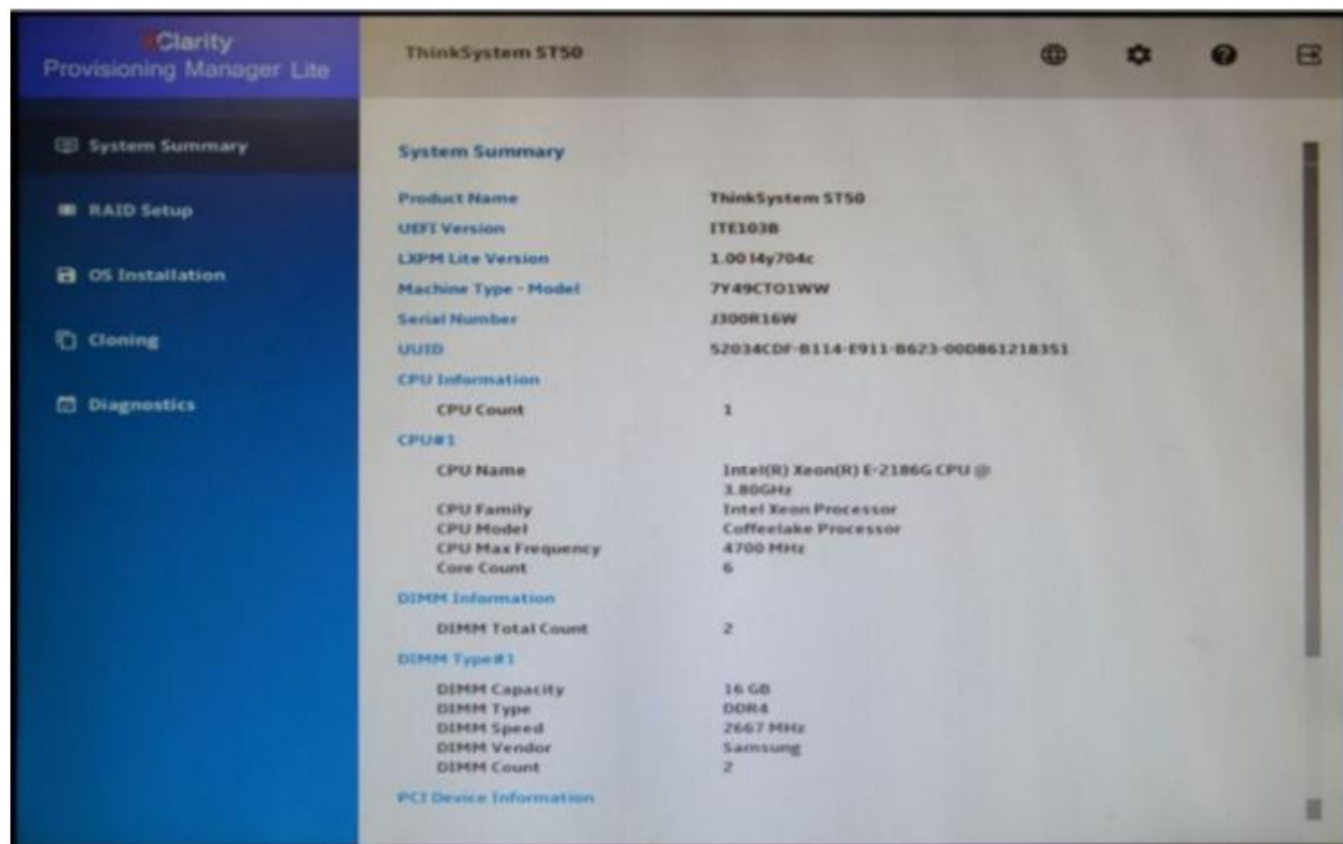 XClarity
Provisioning Manager Lite
ThinkSystem ST50
System Summary
RAID Setup
OS Installation
Cloning
Diagnostics
System Summary
Product Name ThinkSystem ST50
UEFI Version ITE103B
LXPM Lite Version 1.00 l4y704c
Machine Type - Model 7Y49CTO1WW
Serial Number J300R16W
UUID 52034CDF-B114-E911-B623-00D861218351
CPU Information
CPU Count 1
CPU#1
CPU Name Intel(R) Xeon(R) E-2186G CPU @
3.80GHz
CPU Family Intel Xeon Processor
CPU Model Coffeelake Processor
CPU Max Frequency 4700 MHz
Core Count 6
DIMM Information
DIMM Total Count 2
DIMM Type#1
DIMM Capacity 16 GB
DIMM Type DDR4
DIMM Speed 2667 MHz
DIMM Vendor Samsung
DIMM Count 2
PCI Device Information